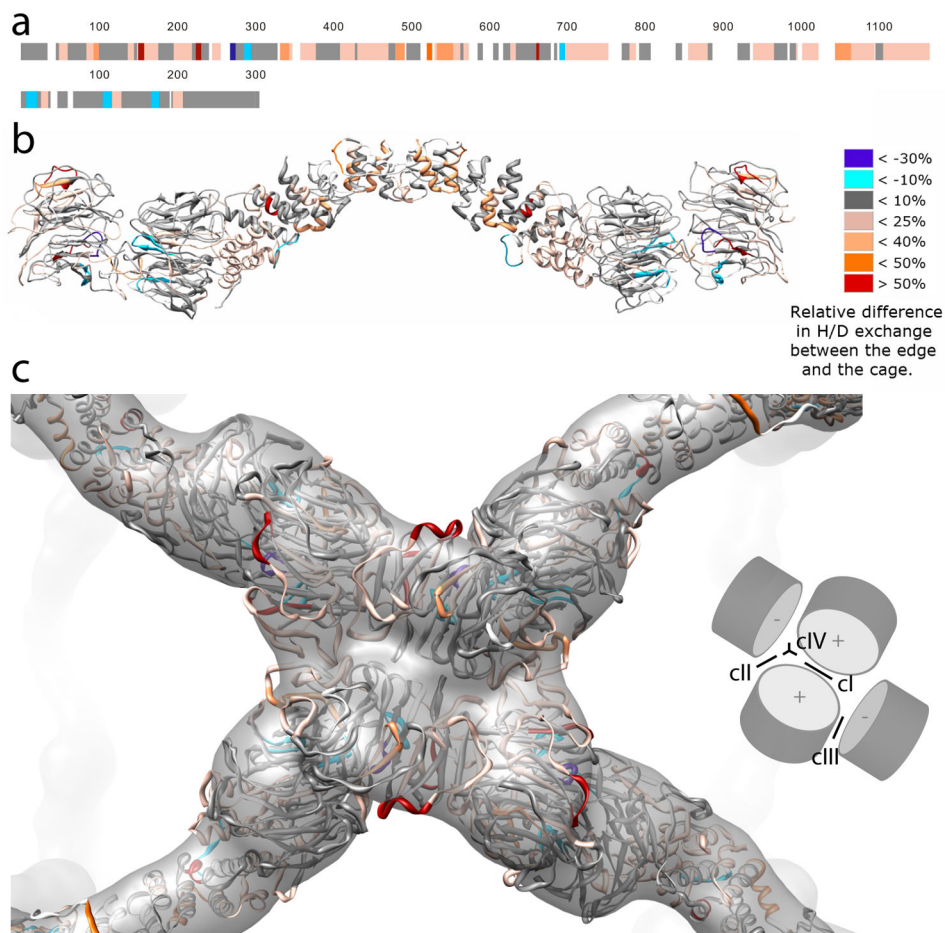 a
100 200 300 400 500 600 700 800 900 1000 1100
100 200 300
b
< -30%
< -10%
< 10%
< 25%
< 40%
< 50%
> 50%
Relative difference
in H/D exchange
between the edge
and the cage.
c
- +
cIV
cII cI
+ -
cIII